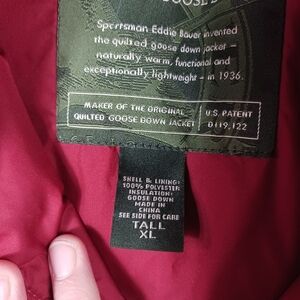 GOOSE
Sportsman Eddie Bauer invented
the quilted goose down jacket –
naturally warm, functional and
exceptionally lightweight – in 1936.
MAKER OF THE ORIGINAL
QUILTED GOOSE DOWN JACKET
U.S. PATENT
D119,122
SHELL & LINING:
100% POLYESTER
INSULATION:
GOOSE DOWN
MADE IN
CHINA
SEE SIDE FOR CARE
TALL
XL